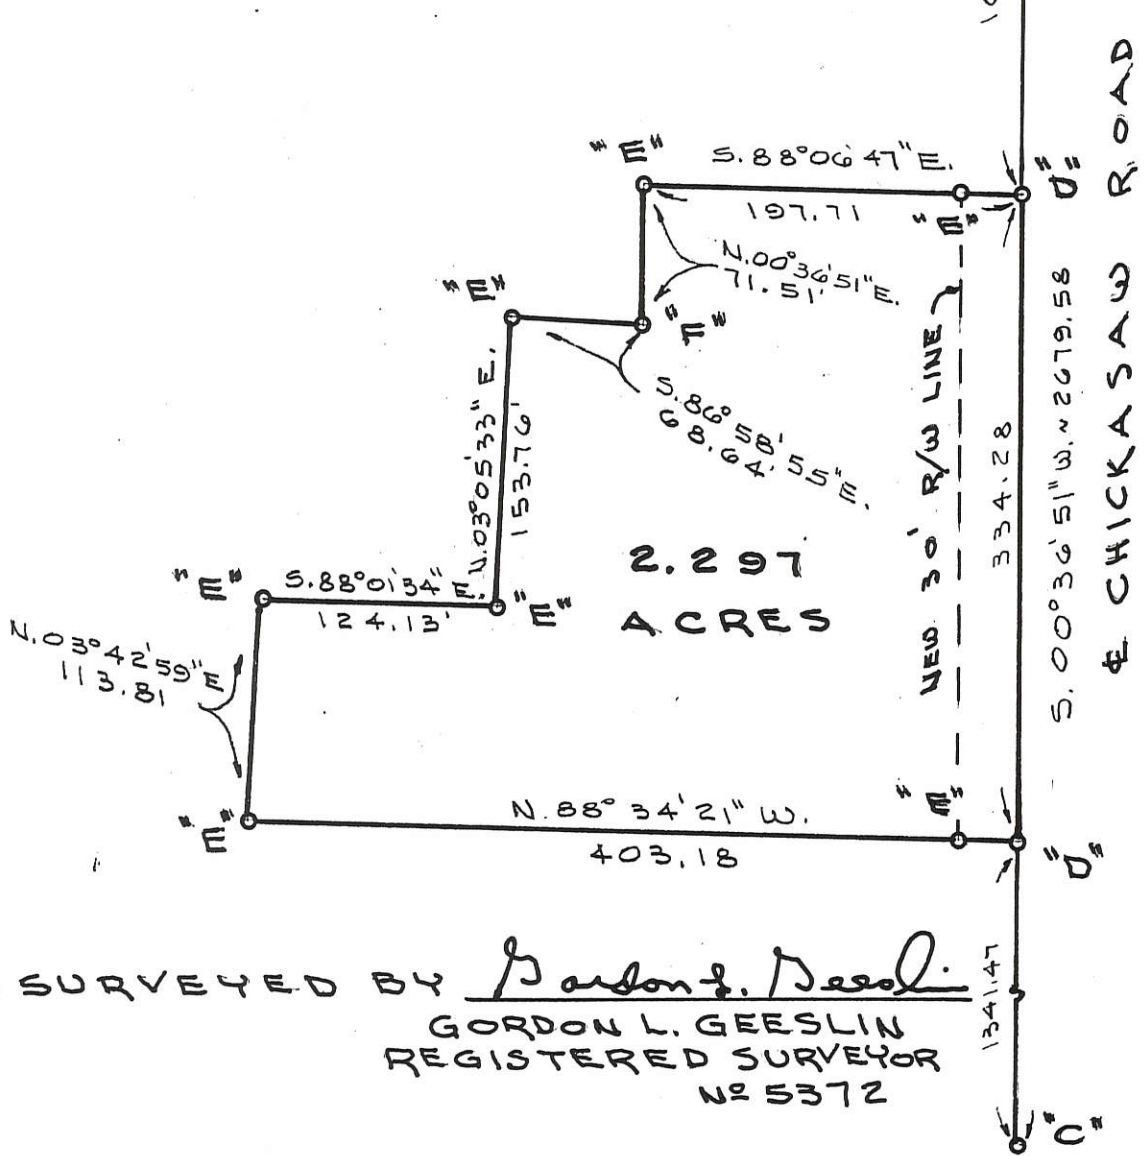 "E"
S.88°06'47"E.
197.71
"E"
"D"
N.00°36'51"E.
71.51'
"E"
"E"
S.86°58'55"E.
68.64'
N.03°05'33"E.
153.76'
NEW 30' R/W LINE
334.28
S.00°36'51"W.~2679.58
℄ CHICKASAW ROAD
2.297
ACRES
"E"
S.88°01'34"E.
124.13'
"E"
N.03°42'59"E
113.81
"E"
N.88°34'21"W.
403.18
"E"
"D"
1341.47
"C"
SURVEYED BY Gordon L. Geeslin
GORDON L. GEESLIN
REGISTERED SURVEYOR
Nº 5372